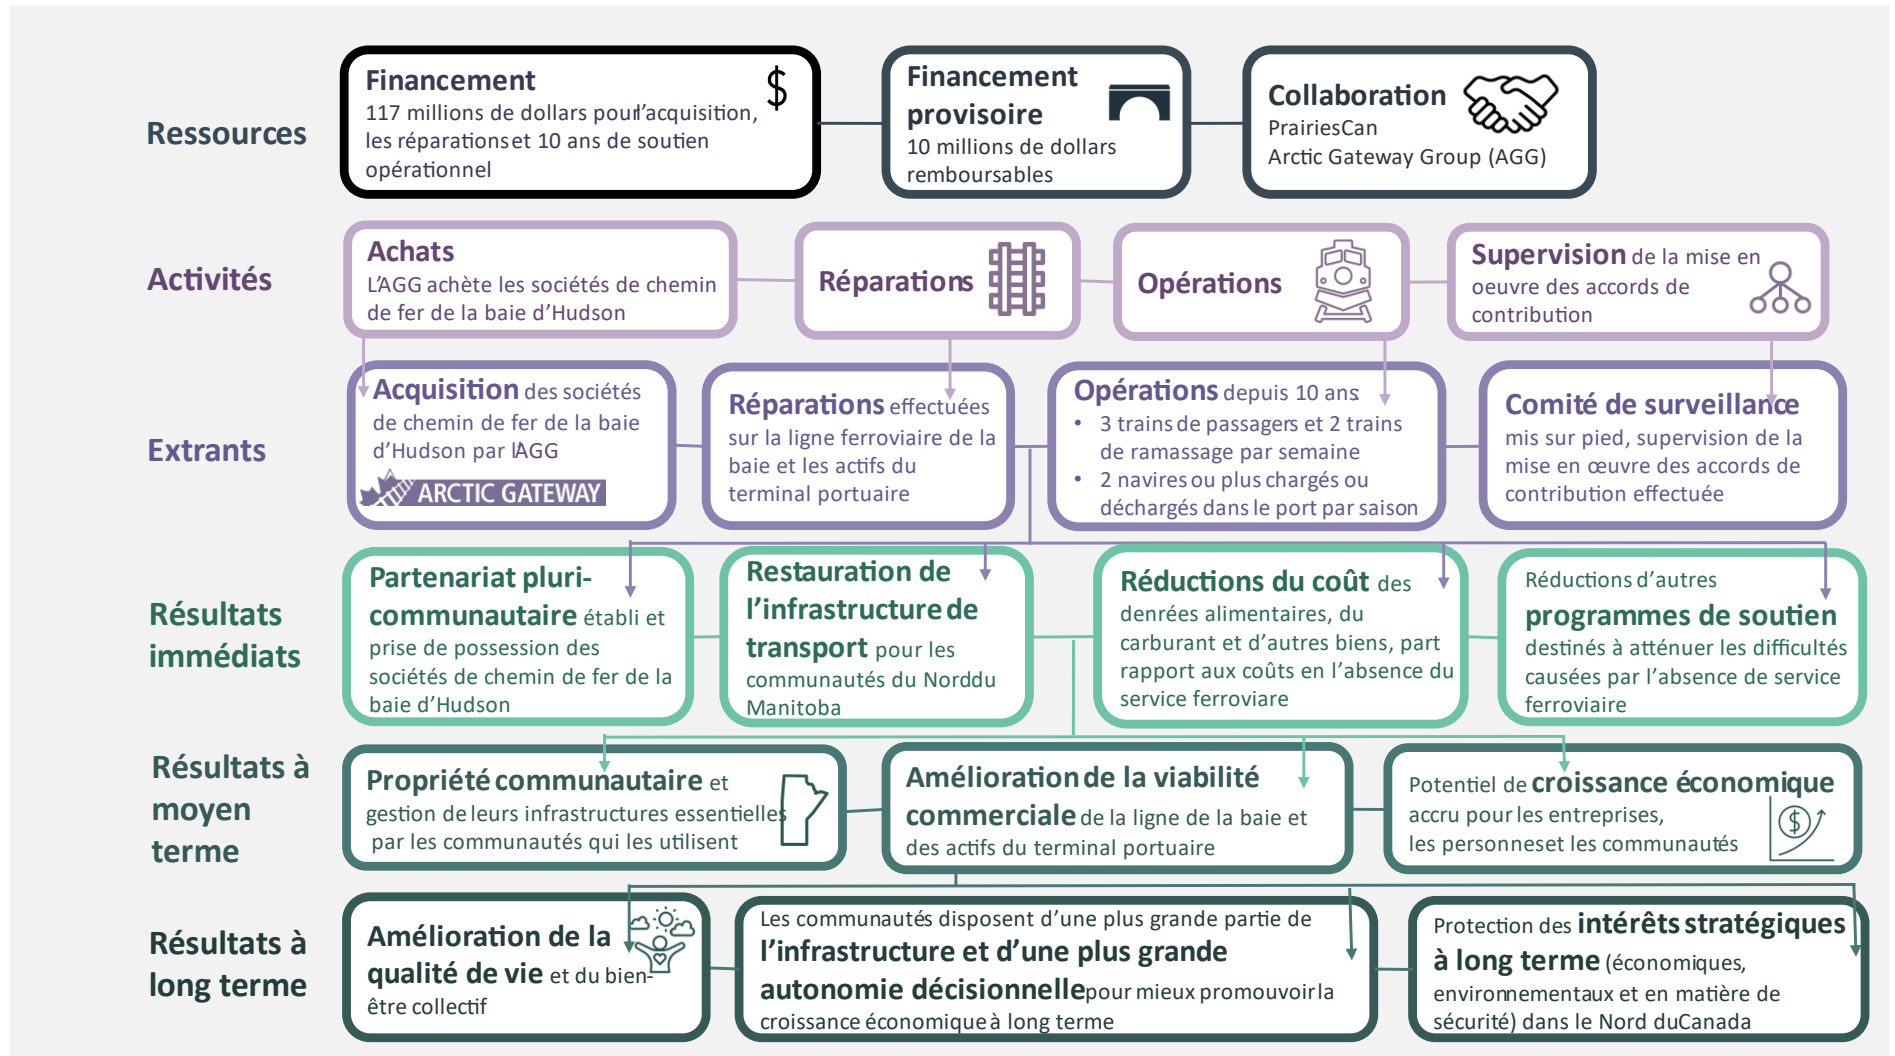 Ressources
Financement
117 millions de dollars pour l'acquisition,
les réparations et 10 ans de soutien
opérationnel
$
Financement
provisoire
10 millions de dollars
remboursables
Collaboration
PrairiesCan
Arctic Gateway Group (AGG)
Activités
Achats
L'AGG achète les sociétés de chemin
de fer de la baie d'Hudson
Réparations
Opérations
Supervision de la mise en
oeuvre des accords de
contribution
Extrants
Acquisition des sociétés
de chemin de fer de la baie
d'Hudson par l'AGG
ARCTIC GATEWAY
Réparations effectuées
sur la ligne ferroviaire de la
baie et les actifs du
terminal portuaire
Opérations depuis 10 ans:
• 3 trains de passagers et 2 trains
de ramassage par semaine
• 2 navires ou plus chargés ou
déchargés dans le port par saison
Comité de surveillance
mis sur pied, supervision de la
mise en œuvre des accords de
contribution effectuée
Résultats
immédiats
Partenariat pluri-
communautaire établi et
prise de possession des
sociétés de chemin de fer de la
baie d'Hudson
Restauration de
l'infrastructure de
transport pour les
communautés du Nord du
Manitoba
Réductions du coût des
denrées alimentaires, du
carburant et d'autres biens, part
rapport aux coûts en l'absence du
service ferroviare
Réductions d'autres
programmes de soutien
destinés à atténuer les difficultés
causées par l'absence de service
ferroviaire
Résultats à
moyen
terme
Propriété communautaire et
gestion de leurs infrastructures essentielles
par les communautés qui les utilisent
Amélioration de la viabilité
commerciale de la ligne de la baie et
des actifs du terminal portuaire
Potentiel de croissance économique
accru pour les entreprises,
les personnes et les communautés
$
Résultats à
long terme
Amélioration de la
qualité de vie et du bien-
être collectif
Les communautés disposent d'une plus grande partie de
l'infrastructure et d'une plus grande
autonomie décisionnelle pour mieux promouvoir la
croissance économique à long terme
Protection des intérêts stratégiques
à long terme (économiques,
environnementaux et en matière de
sécurité) dans le Nord du Canada